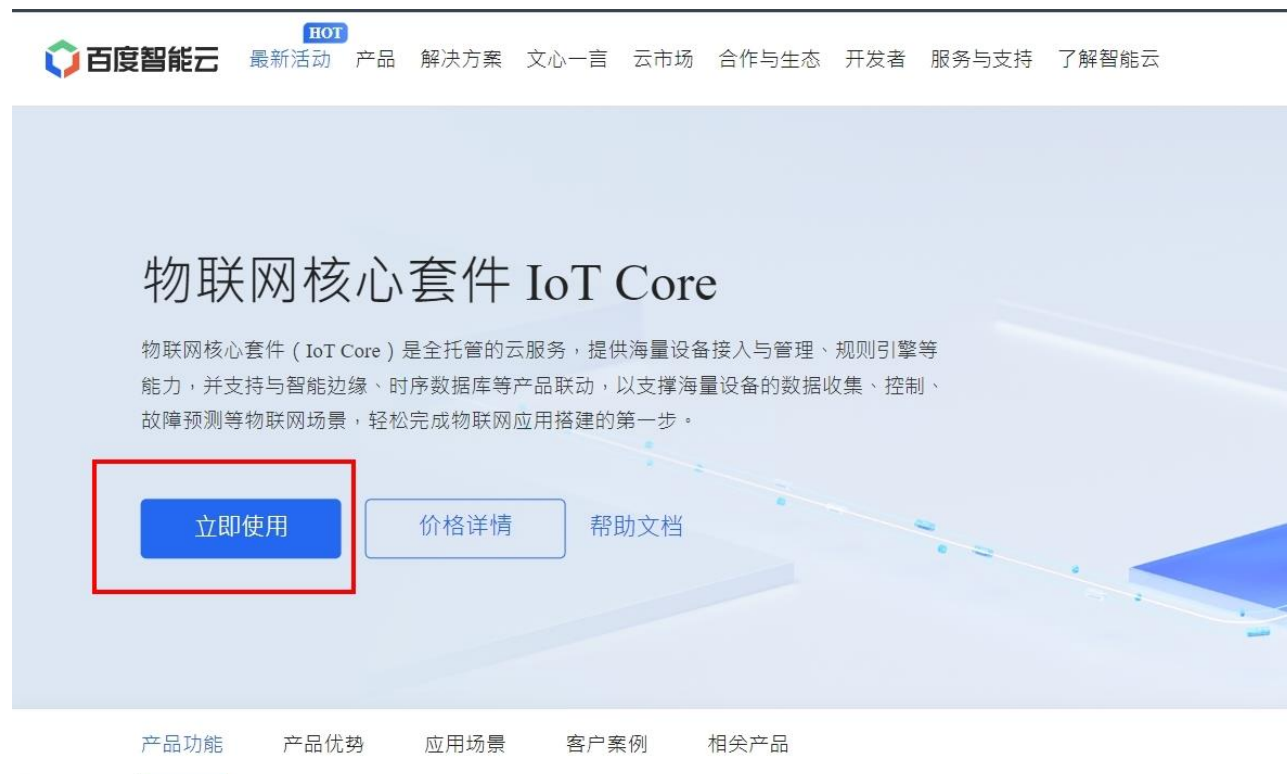 HOT
百度智能云 最新活动 产品 解决方案 文心一言 云市场 合作与生态 开发者 服务与支持 了解智能云
物联网核心套件 IoT Core
物联网核心套件（IoT Core）是全托管的云服务，提供海量设备接入与管理、规则引擎等
能力，并支持与智能边缘、时序数据库等产品联动，以支撑海量设备的数据收集、控制、
故障预测等物联网场景，轻松完成物联网应用搭建的第一步。
立即使用 价格详情 帮助文档
产品功能 产品优势 应用场景 客户案例 相关产品